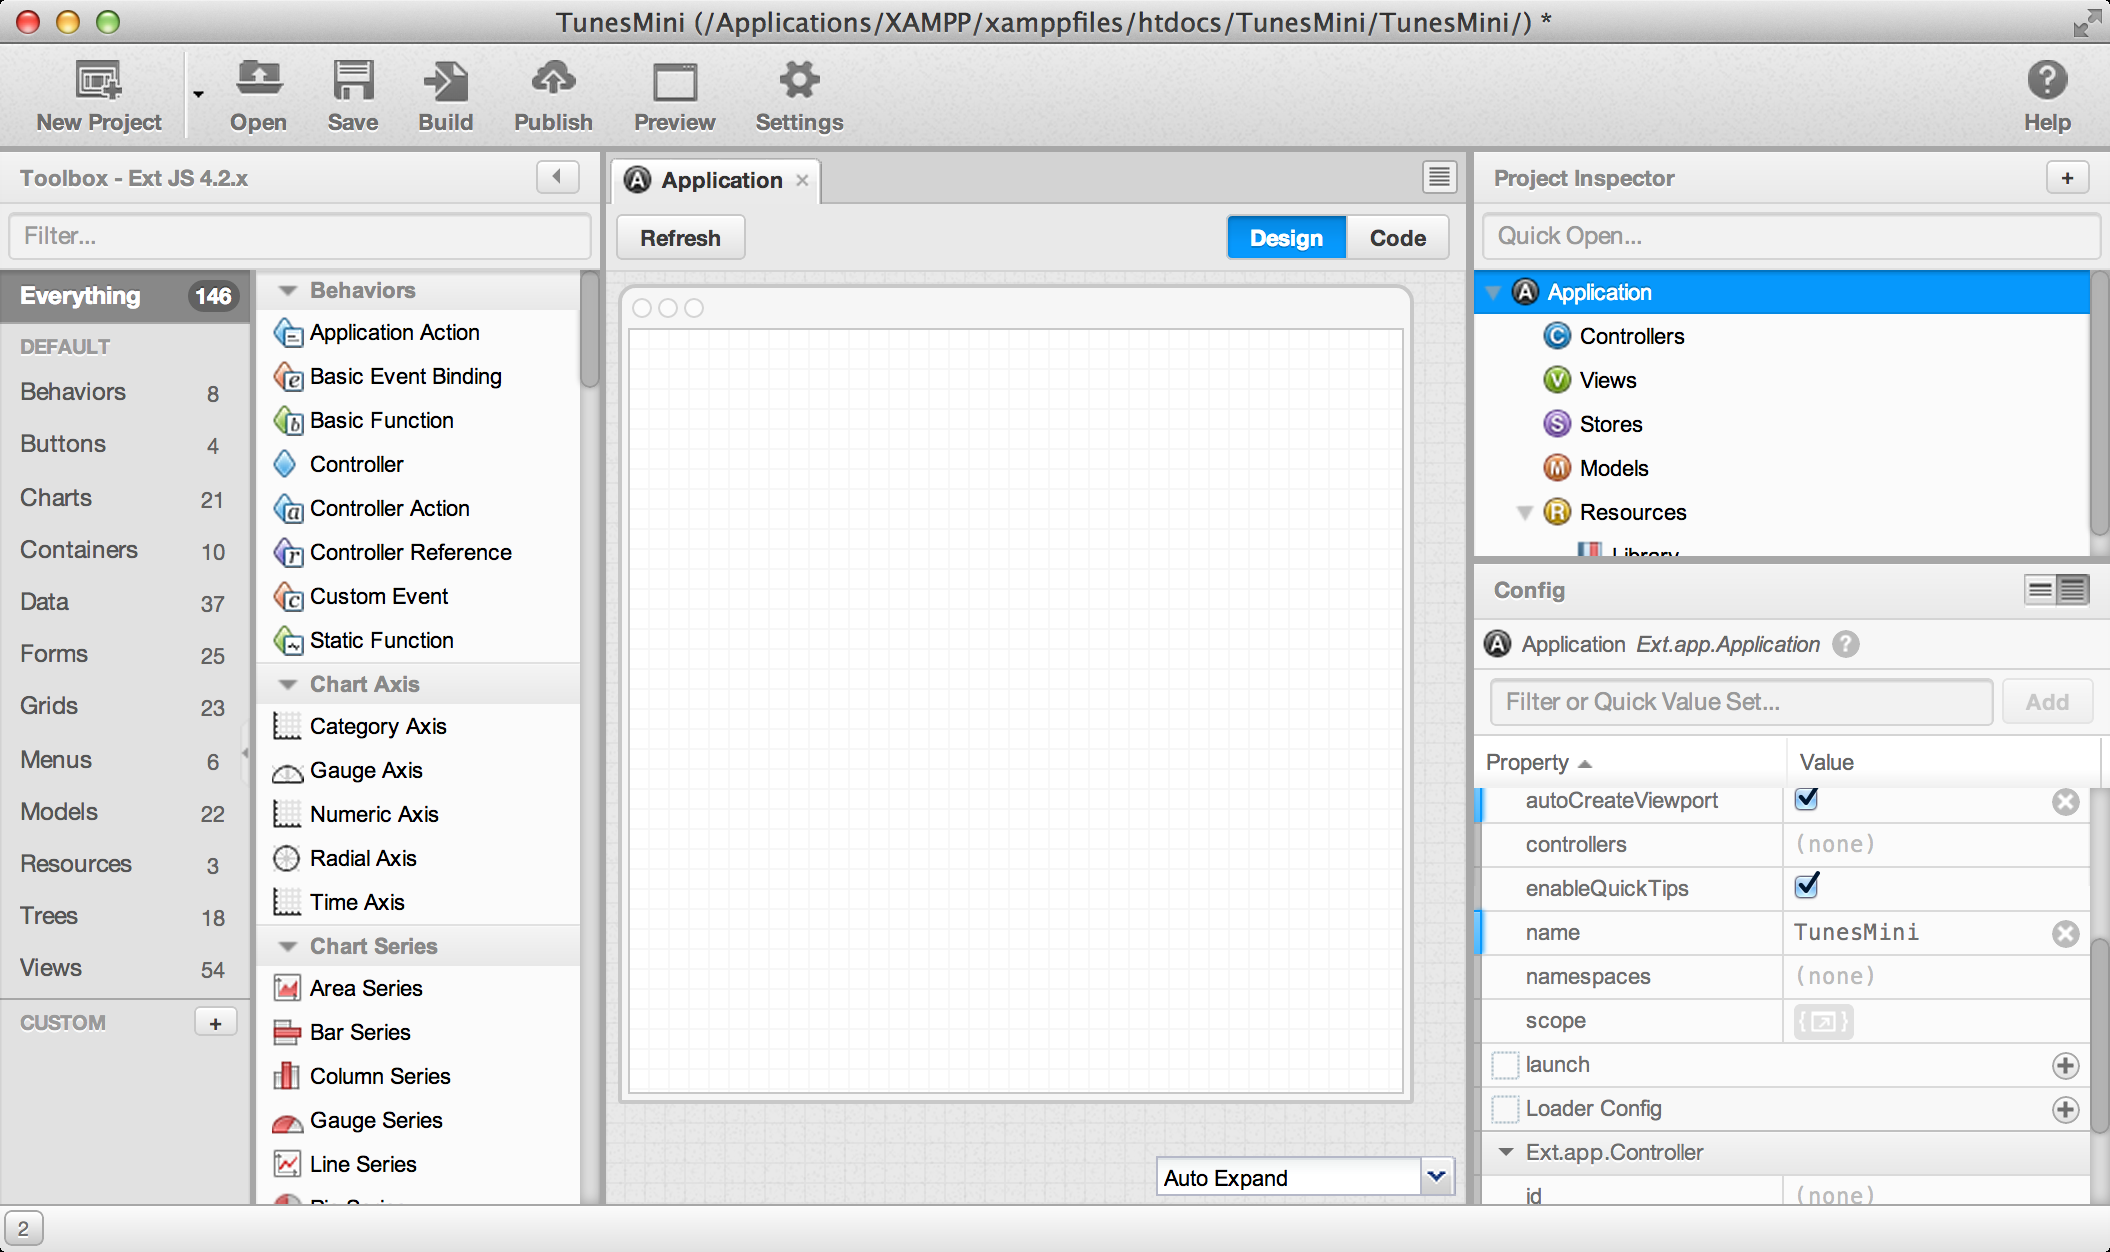 TunesMini (/Applications/XAMPP/xamppfiles/htdocs/TunesMini/TunesMini/) *
New Project
Open
Save
Build
Publish
Preview
Settings
Help
Toolbox - Ext JS 4.2.x
Filter...
Everything 146
DEFAULT
Behaviors 8
Buttons 4
Charts 21
Containers 10
Data 37
Forms 25
Grids 23
Menus 6
Models 22
Resources 3
Trees 18
Views 54
CUSTOM +
Behaviors
Application Action
Basic Event Binding
Basic Function
Controller
Controller Action
Controller Reference
Custom Event
Static Function
Chart Axis
Category Axis
Gauge Axis
Numeric Axis
Radial Axis
Time Axis
Chart Series
Area Series
Bar Series
Column Series
Gauge Series
Line Series
Application
Refresh
Design Code
Auto Expand
Project Inspector +
Quick Open...
Application
Controllers
Views
Stores
Models
Resources
Library
Config
Application Ext.app.Application ?
Filter or Quick Value Set... Add
Property Value
autoCreateViewport
controllers (none)
enableQuickTips
name TunesMini
namespaces (none)
scope
launch
Loader Config
Ext.app.Controller
id (none)
2